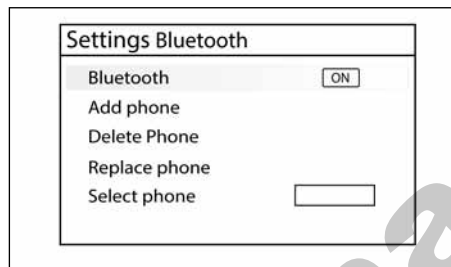 Settings Bluetooth
Bluetooth ON
Add phone
Delete Phone
Replace phone
Select phone